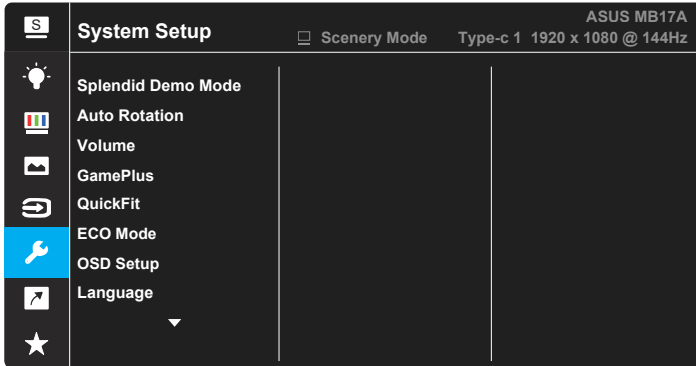 S
System Setup
ASUS MB17A
Scenery Mode Type-c 1 1920 x 1080 @ 144Hz
Splendid Demo Mode
Auto Rotation
Volume
GamePlus
QuickFit
ECO Mode
OSD Setup
Language